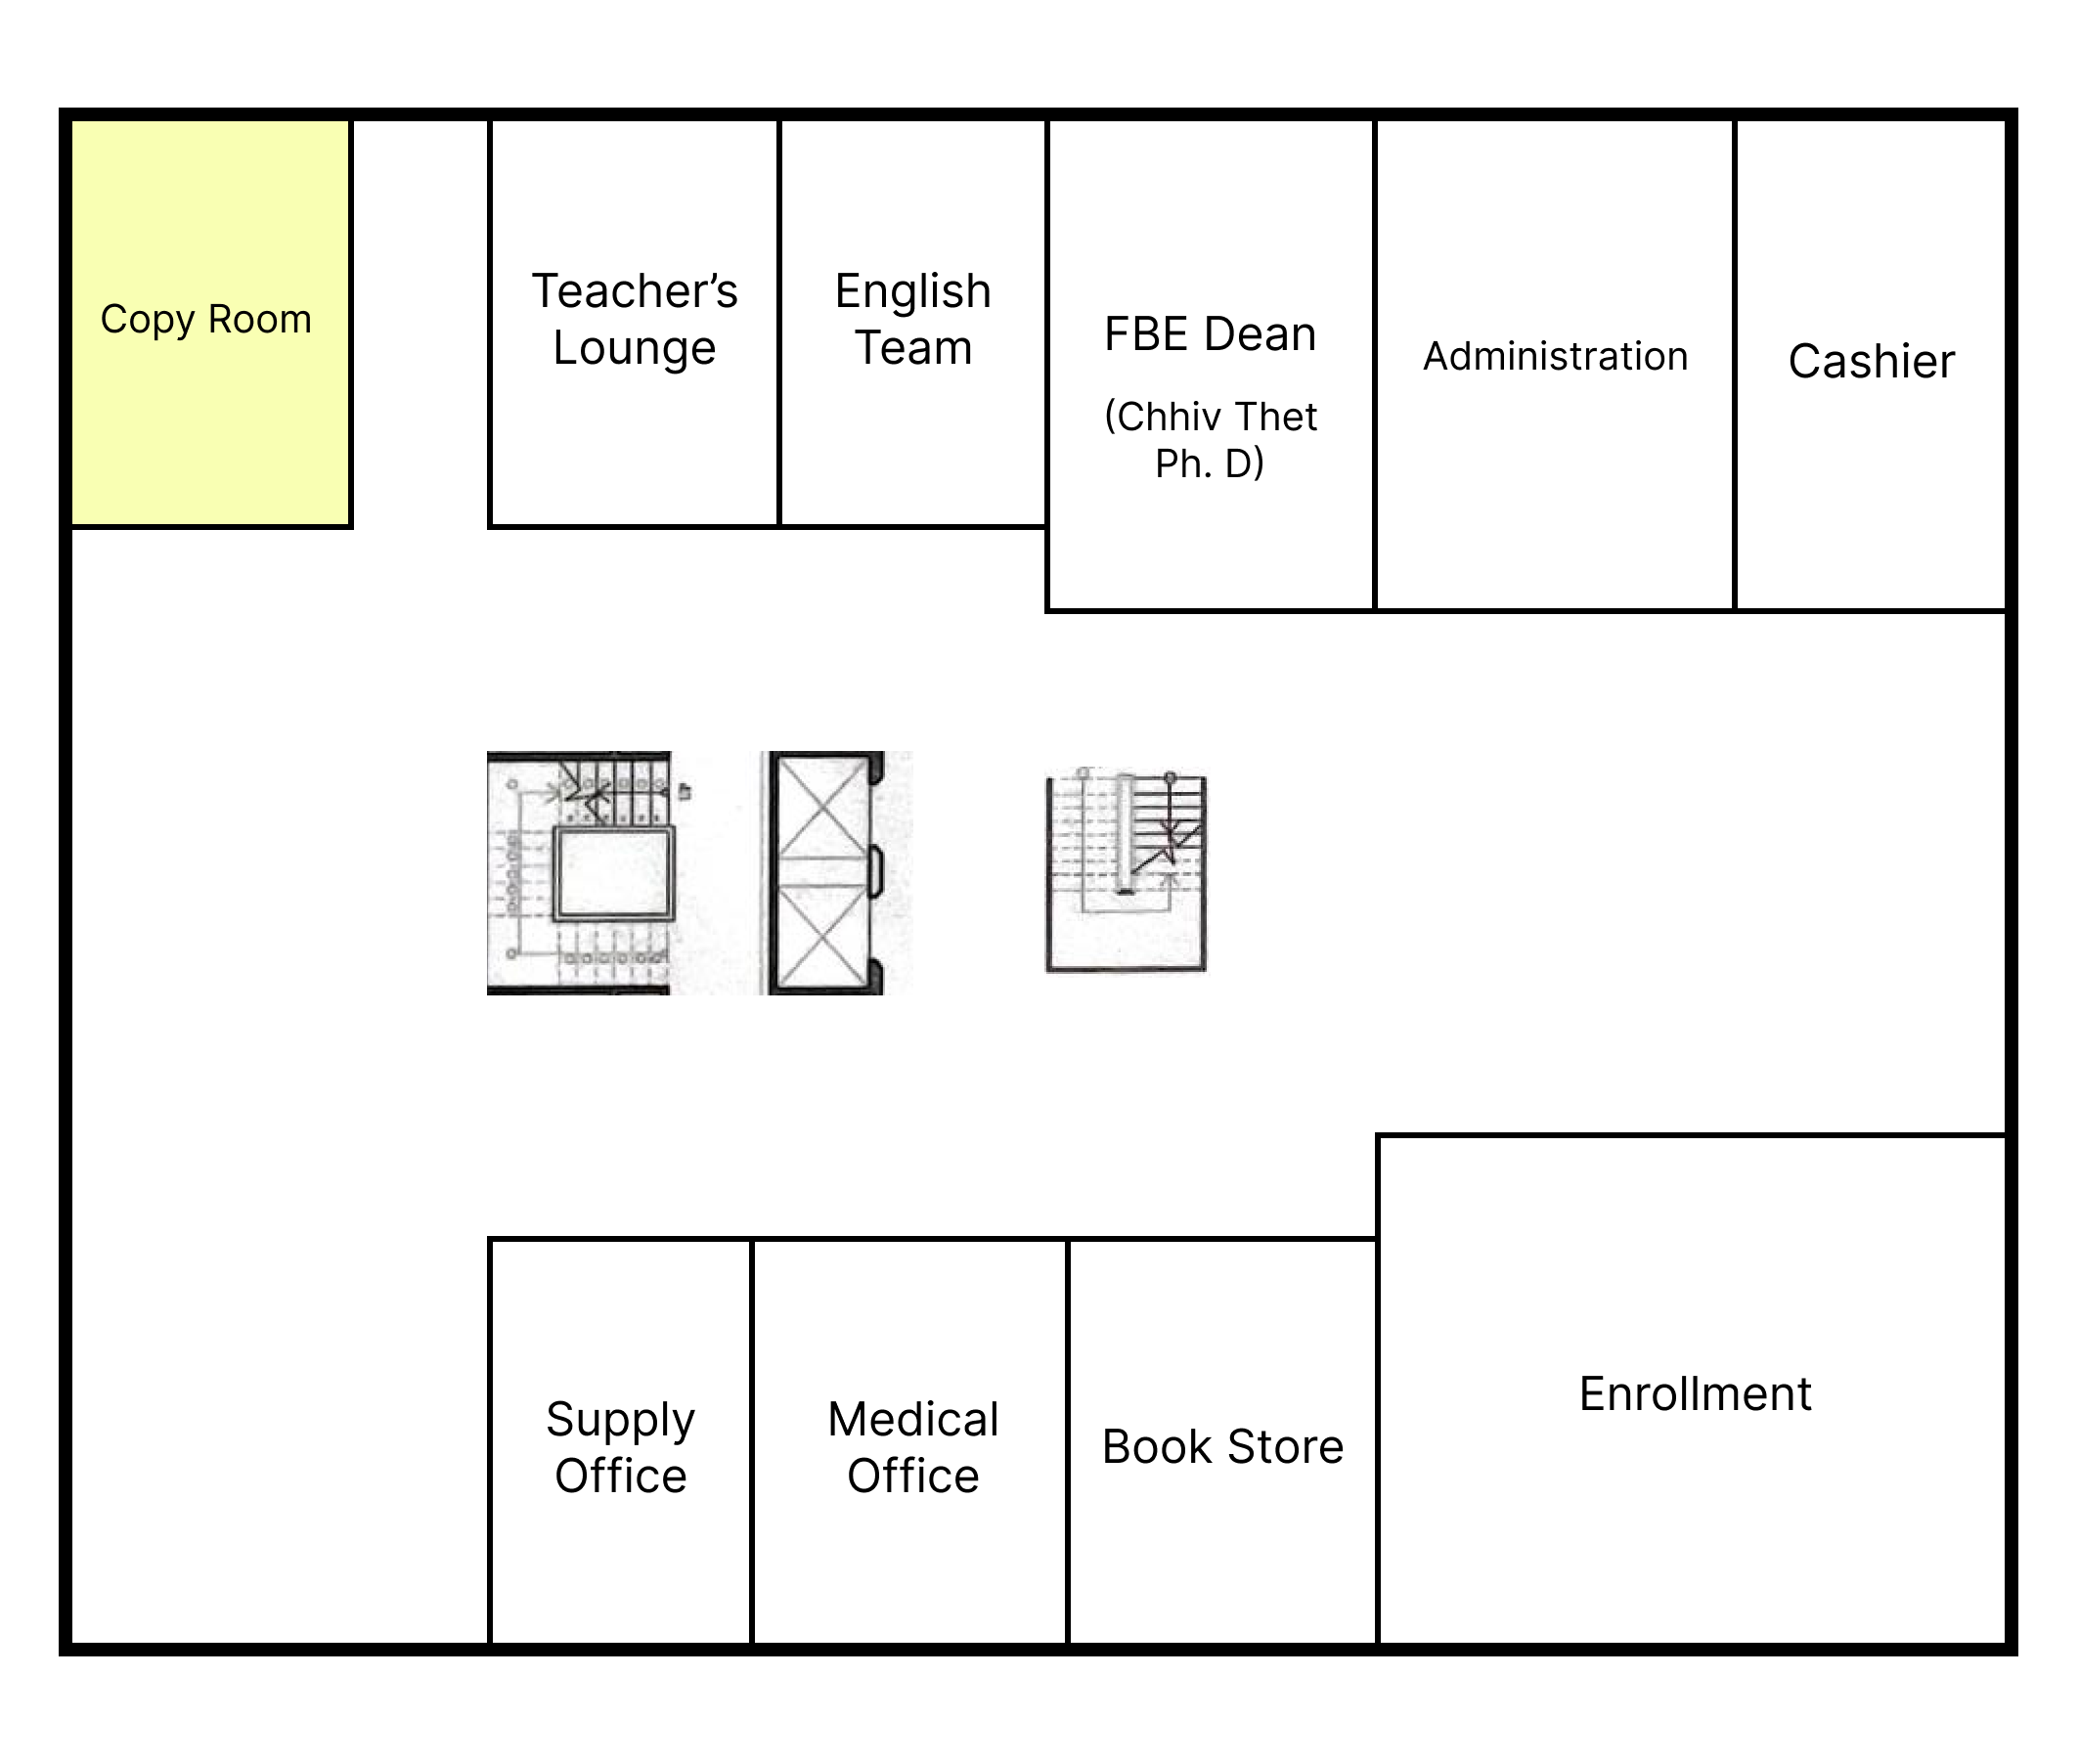 Copy Room
Teacher’s
Lounge
English
Team
FBE Dean
(Chhiv Thet
Ph. D)
Administration
Cashier
Supply
Office
Medical
Office
Book Store
Enrollment